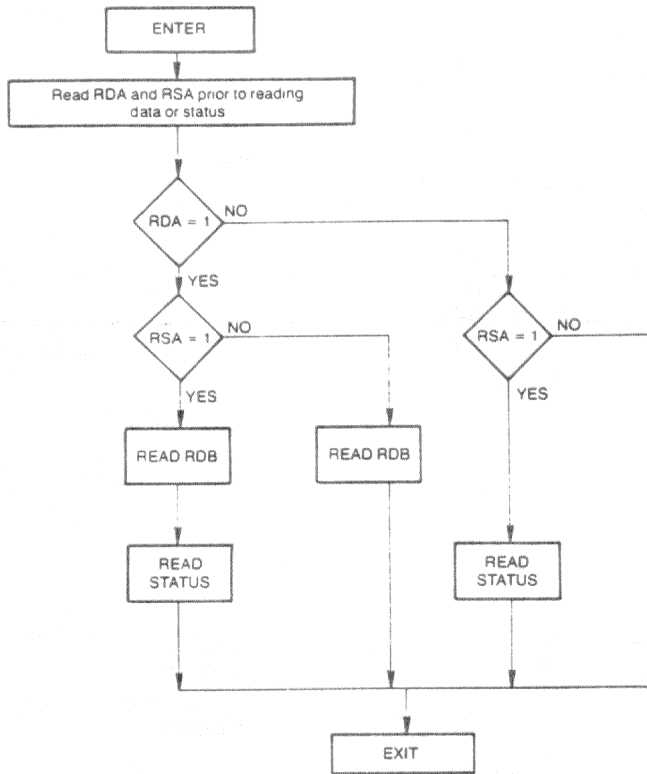 ENTER
Read RDA and RSA prior to reading
data or status
RDA = 1
NO
YES
RSA = 1
NO
RSA = 1
NO
YES
YES
READ RDB
READ RDB
READ
STATUS
READ
STATUS
EXIT